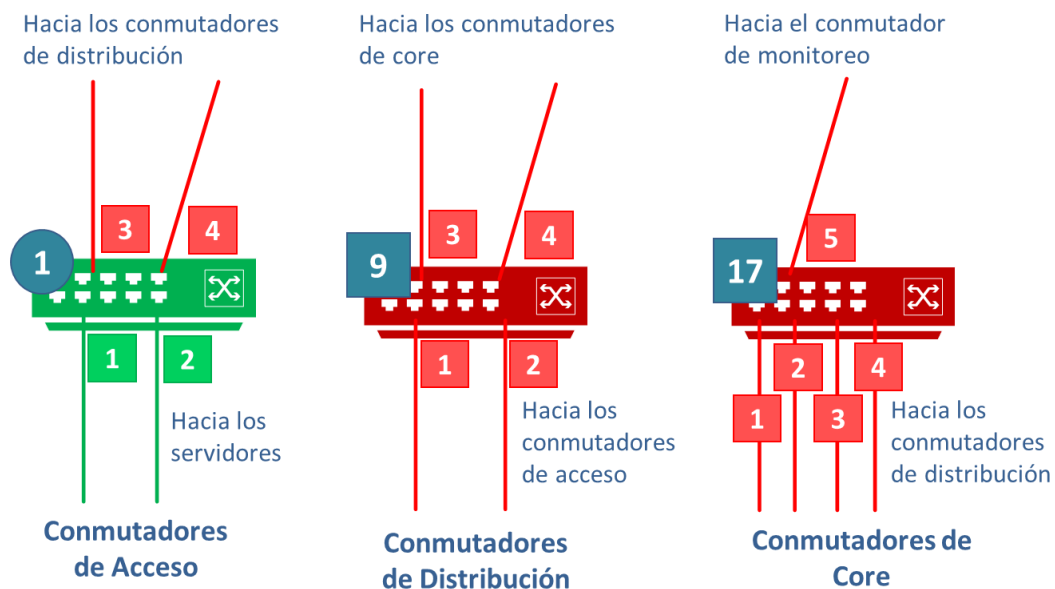 Hacia los conmutadores
de distribución
3
4
1
1
2
Hacia los
servidores
Conmutadores
de Acceso
Hacia los conmutadores
de core
3
4
9
1
2
Hacia los
conmutadores
de acceso
Conmutadores
de Distribución
Hacia el conmutador
de monitoreo
5
17
2
4
1
3
Hacia los
conmutadores
de distribución
Conmutadores de
Core